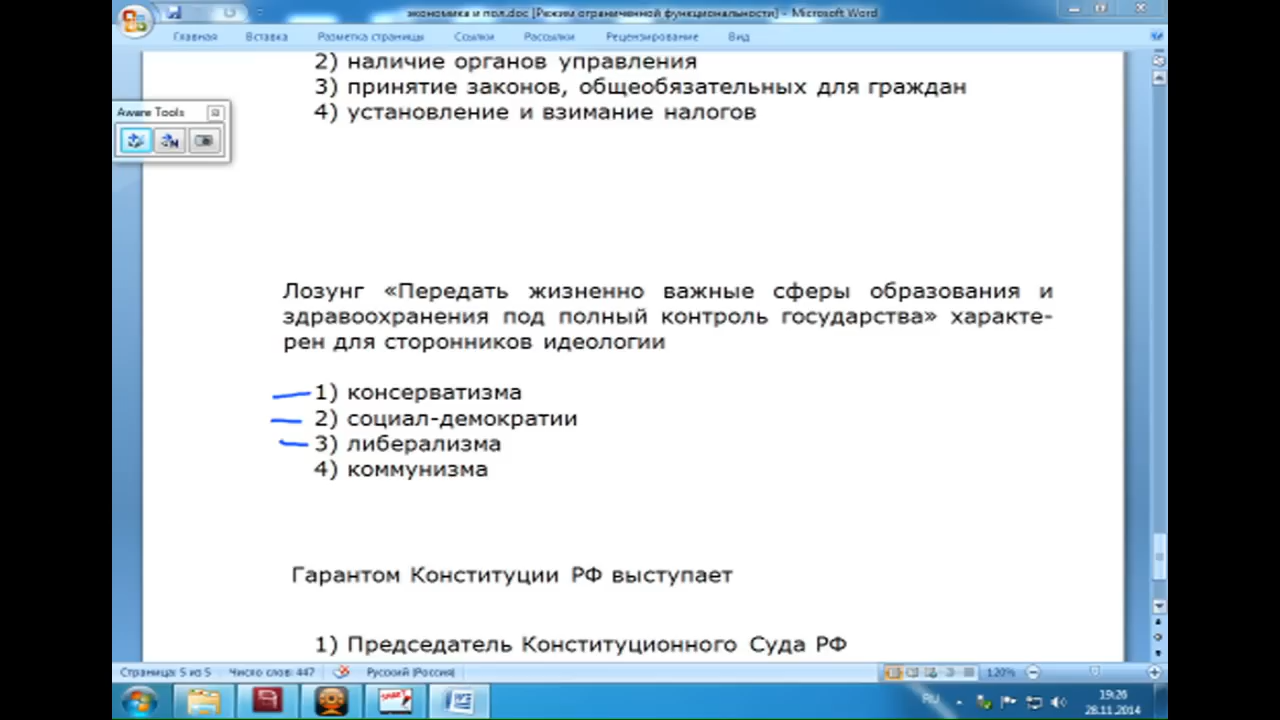 экономика и пол.doc [Режим ограниченной функциональности] - Microsoft Word
Главная Вставка Разметка страницы Ссылки Рассылки Рецензирование Вид
2) наличие органов управления
3) принятие законов, общеобязательных для граждан
4) установление и взимание налогов
Aware Tools
Лозунг «Передать жизненно важные сферы образования и
здравоохранения под полный контроль государства» характе-
рен для сторонников идеологии
1) консерватизма
2) социал-демократии
3) либерализма
4) коммунизма
Гарантом Конституции РФ выступает
1) Председатель Конституционного Суда РФ
Страница: 5 из 5 Число слов: 447 Русский (Россия) 120%
RU 19:26
28.11.2014